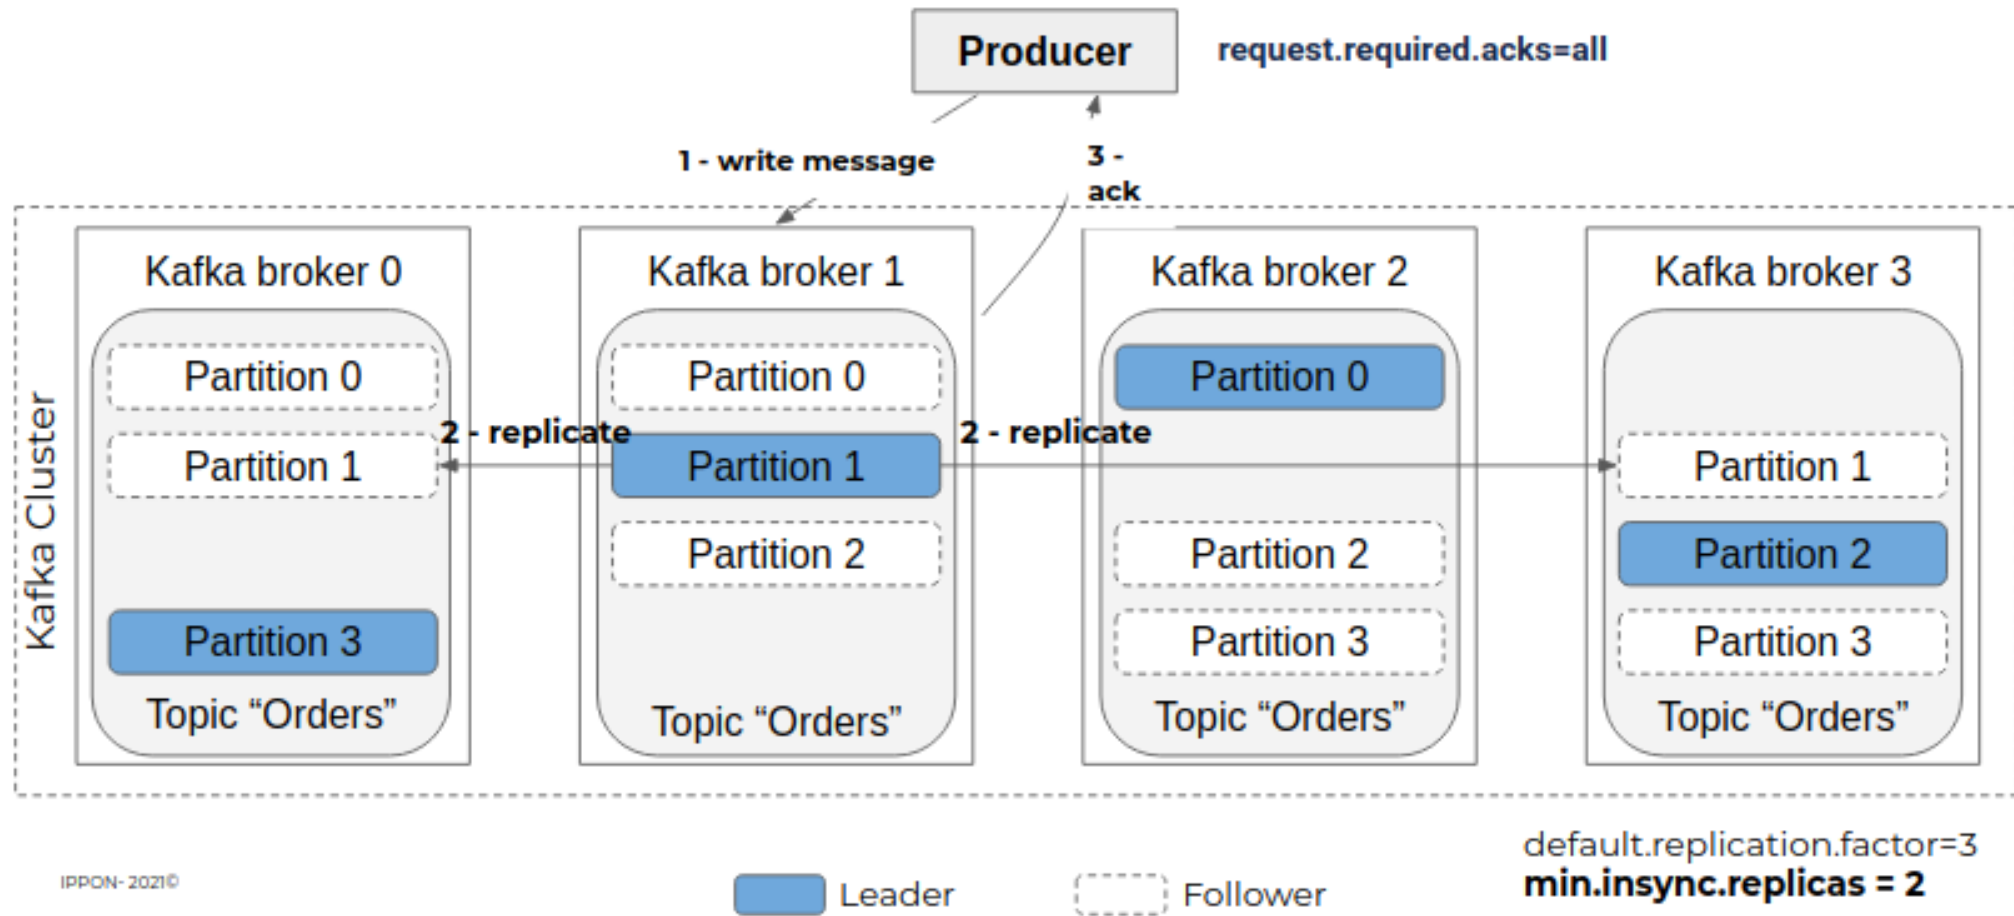 Producer
request.required.acks=all
1 - write message
3 -
ack
Kafka Cluster
Kafka broker 0
Partition 0
Partition 1
Partition 3
Topic “Orders”
2 - replicate
Kafka broker 1
Partition 0
Partition 1
Partition 2
Topic “Orders”
2 - replicate
Kafka broker 2
Partition 0
Partition 2
Partition 3
Topic “Orders”
Kafka broker 3
Partition 1
Partition 2
Partition 3
Topic “Orders”
default.replication.factor=3
min.insync.replicas = 2
IPPON- 2021©
Leader
Follower